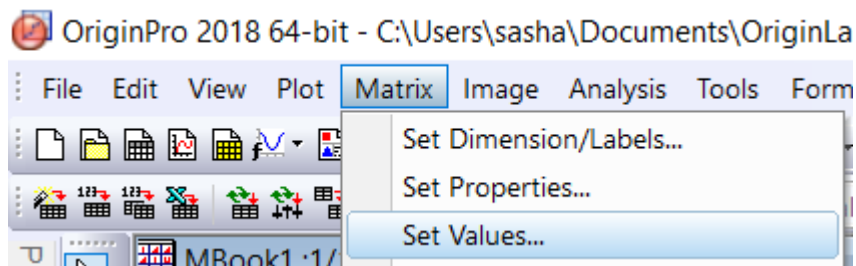 OriginPro 2018 64-bit - C:\Users\sasha\Documents\OriginLa
File Edit View Plot Matrix Image Analysis Tools Form
Set Dimension/Labels...
Set Properties...
Set Values...
MBook1 :1/